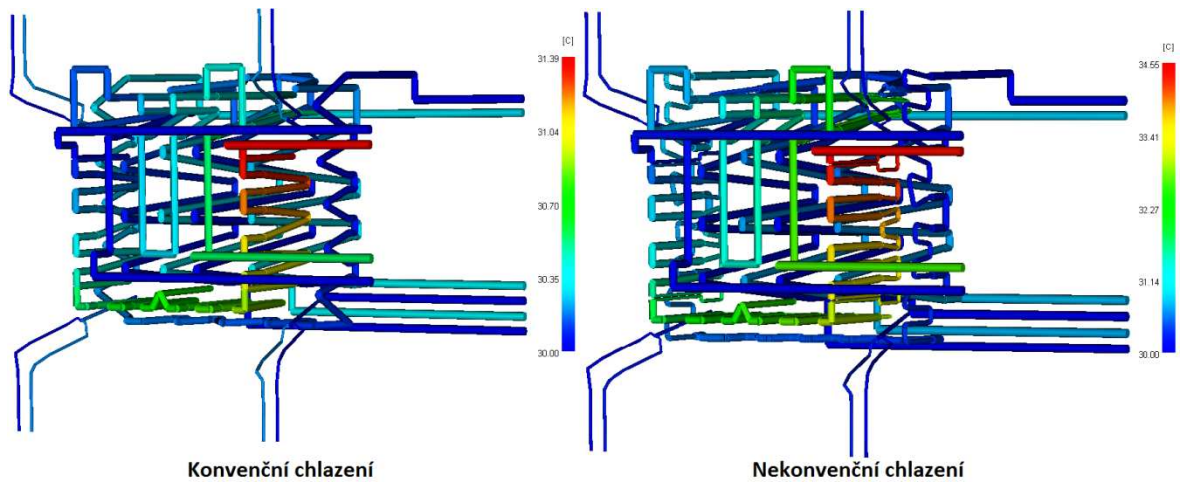 [C]
31.39
31.04
30.70
30.35
30.00
[C]
34.55
33.41
32.27
31.14
30.00
Konvenční chlazení
Nekonvenční chlazení